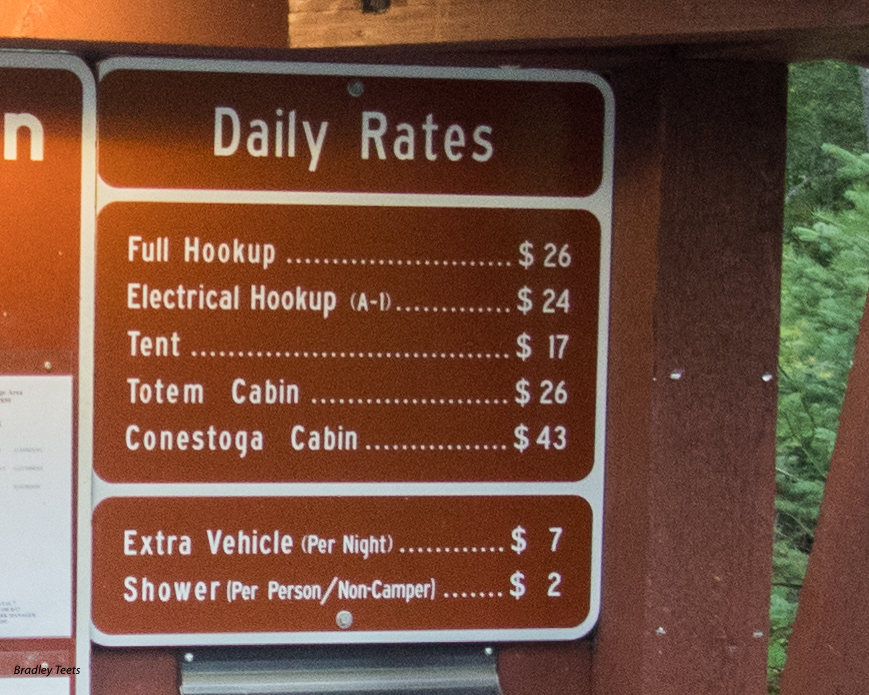 n
Daily Rates
Full Hookup ........................ $ 26
Electrical Hookup (A-1)............ $ 24
Tent .................................. $ 17
Totem Cabin ..................... $ 26
Conestoga Cabin............... $ 43
Extra Vehicle (Per Night)............ $ 7
Shower (Per Person/Non-Camper) ....... $ 2
Bradley Teets